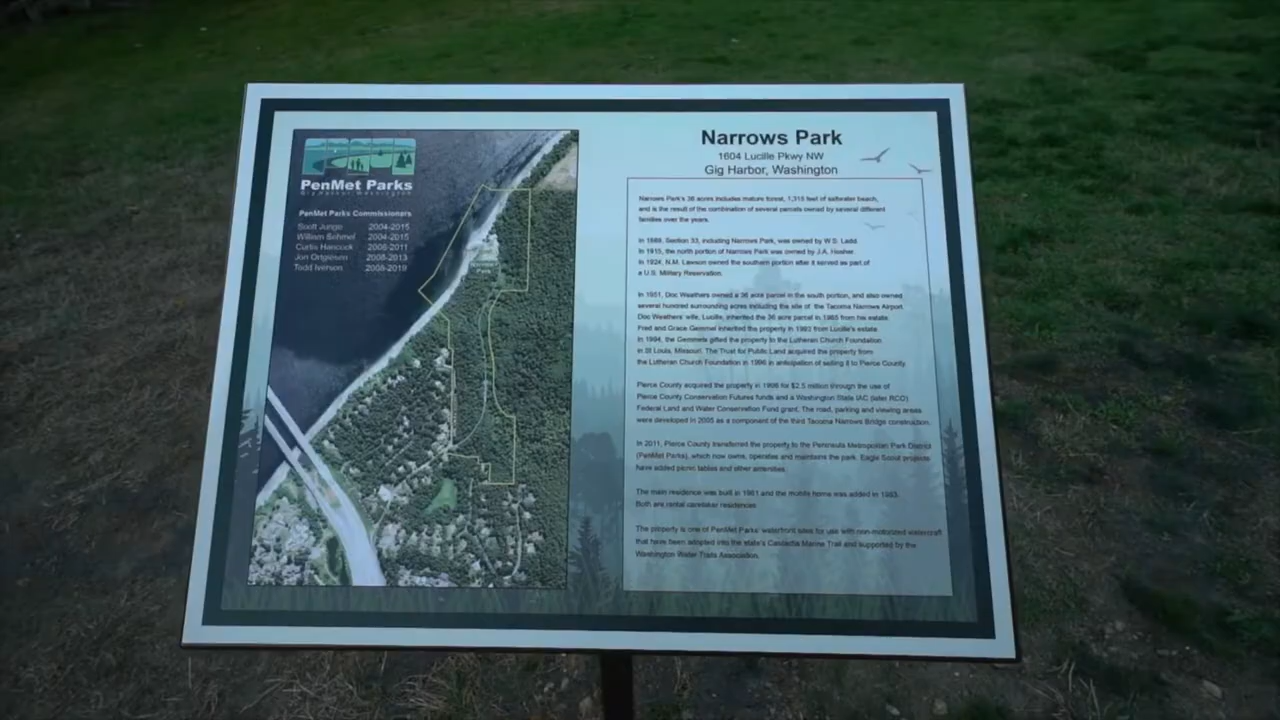 PenMet Parks
Gig Harbor, Washington
PenMet Parks Commissioners
Scott Junge 2004-2015
William Sehmel 2004-2015
Curtis Hancock 2006-2011
Jon Ortgiesen 2008-2013
Todd Iverson 2008-2019
Park
Narrows Park
1604 Lucille Pkwy NW
Gig Harbor, Washington
Narrows Park's 36 acres includes mature forest, 1,315 feet of saltwater beach,
and is the result of the combination of several parcels owned by several different
families over the years.
In 1888, Section 33, including Narrows Park, was owned by W.S. Ladd.
In 1915, the north portion of Narrows Park was owned by J.A.
In 1924, N.M. Lawson owned the southern portion after it served as part of
a U.S. Military Reservation.
In 1951, Doc Weathers owned a 36 acre parcel in the south portion, and also owned
several hundred surrounding acres including the site of the Tacoma Narrows Airport.
Doc Weathers' wife, Lucille, inherited the 36 acre parcel in 1985 from his estate.
Fred and Grace Gemmel inherited the property in 1993 from Lucille's estate.
In 1994, the Gemmels gifted the property to the Lutheran Church Foundation
in St Louis, Missouri. The Trust for Public Land acquired the property from
the Lutheran Church Foundation in 1996 in anticipation of selling it to Pierce County.
Pierce County acquired the property in 1996 for $2.5 million through the use of
Pierce County Conservation Futures funds and a Washington State IAC (later RCO)
Federal Land and Water Conservation Fund grant. The road, parking and viewing areas
were developed in 2005 as a component of the third Tacoma Narrows Bridge construction.
In 2011, Pierce County transferred the property to the Peninsula Metropolitan Park District
(PenMet Parks), which now owns, operates and maintains the park. Eagle Scout projects
have added picnic tables and other amenities.
The main residence was built in 1961 and the mobile home was added in 1983.
Both are rental caretaker residences.
The property is one of PenMet Parks' waterfront sites for use with non-motorized watercraft
that have been adopted into the state's Cascadia Marine Trail and supported by the
Washington Water Trails Association.